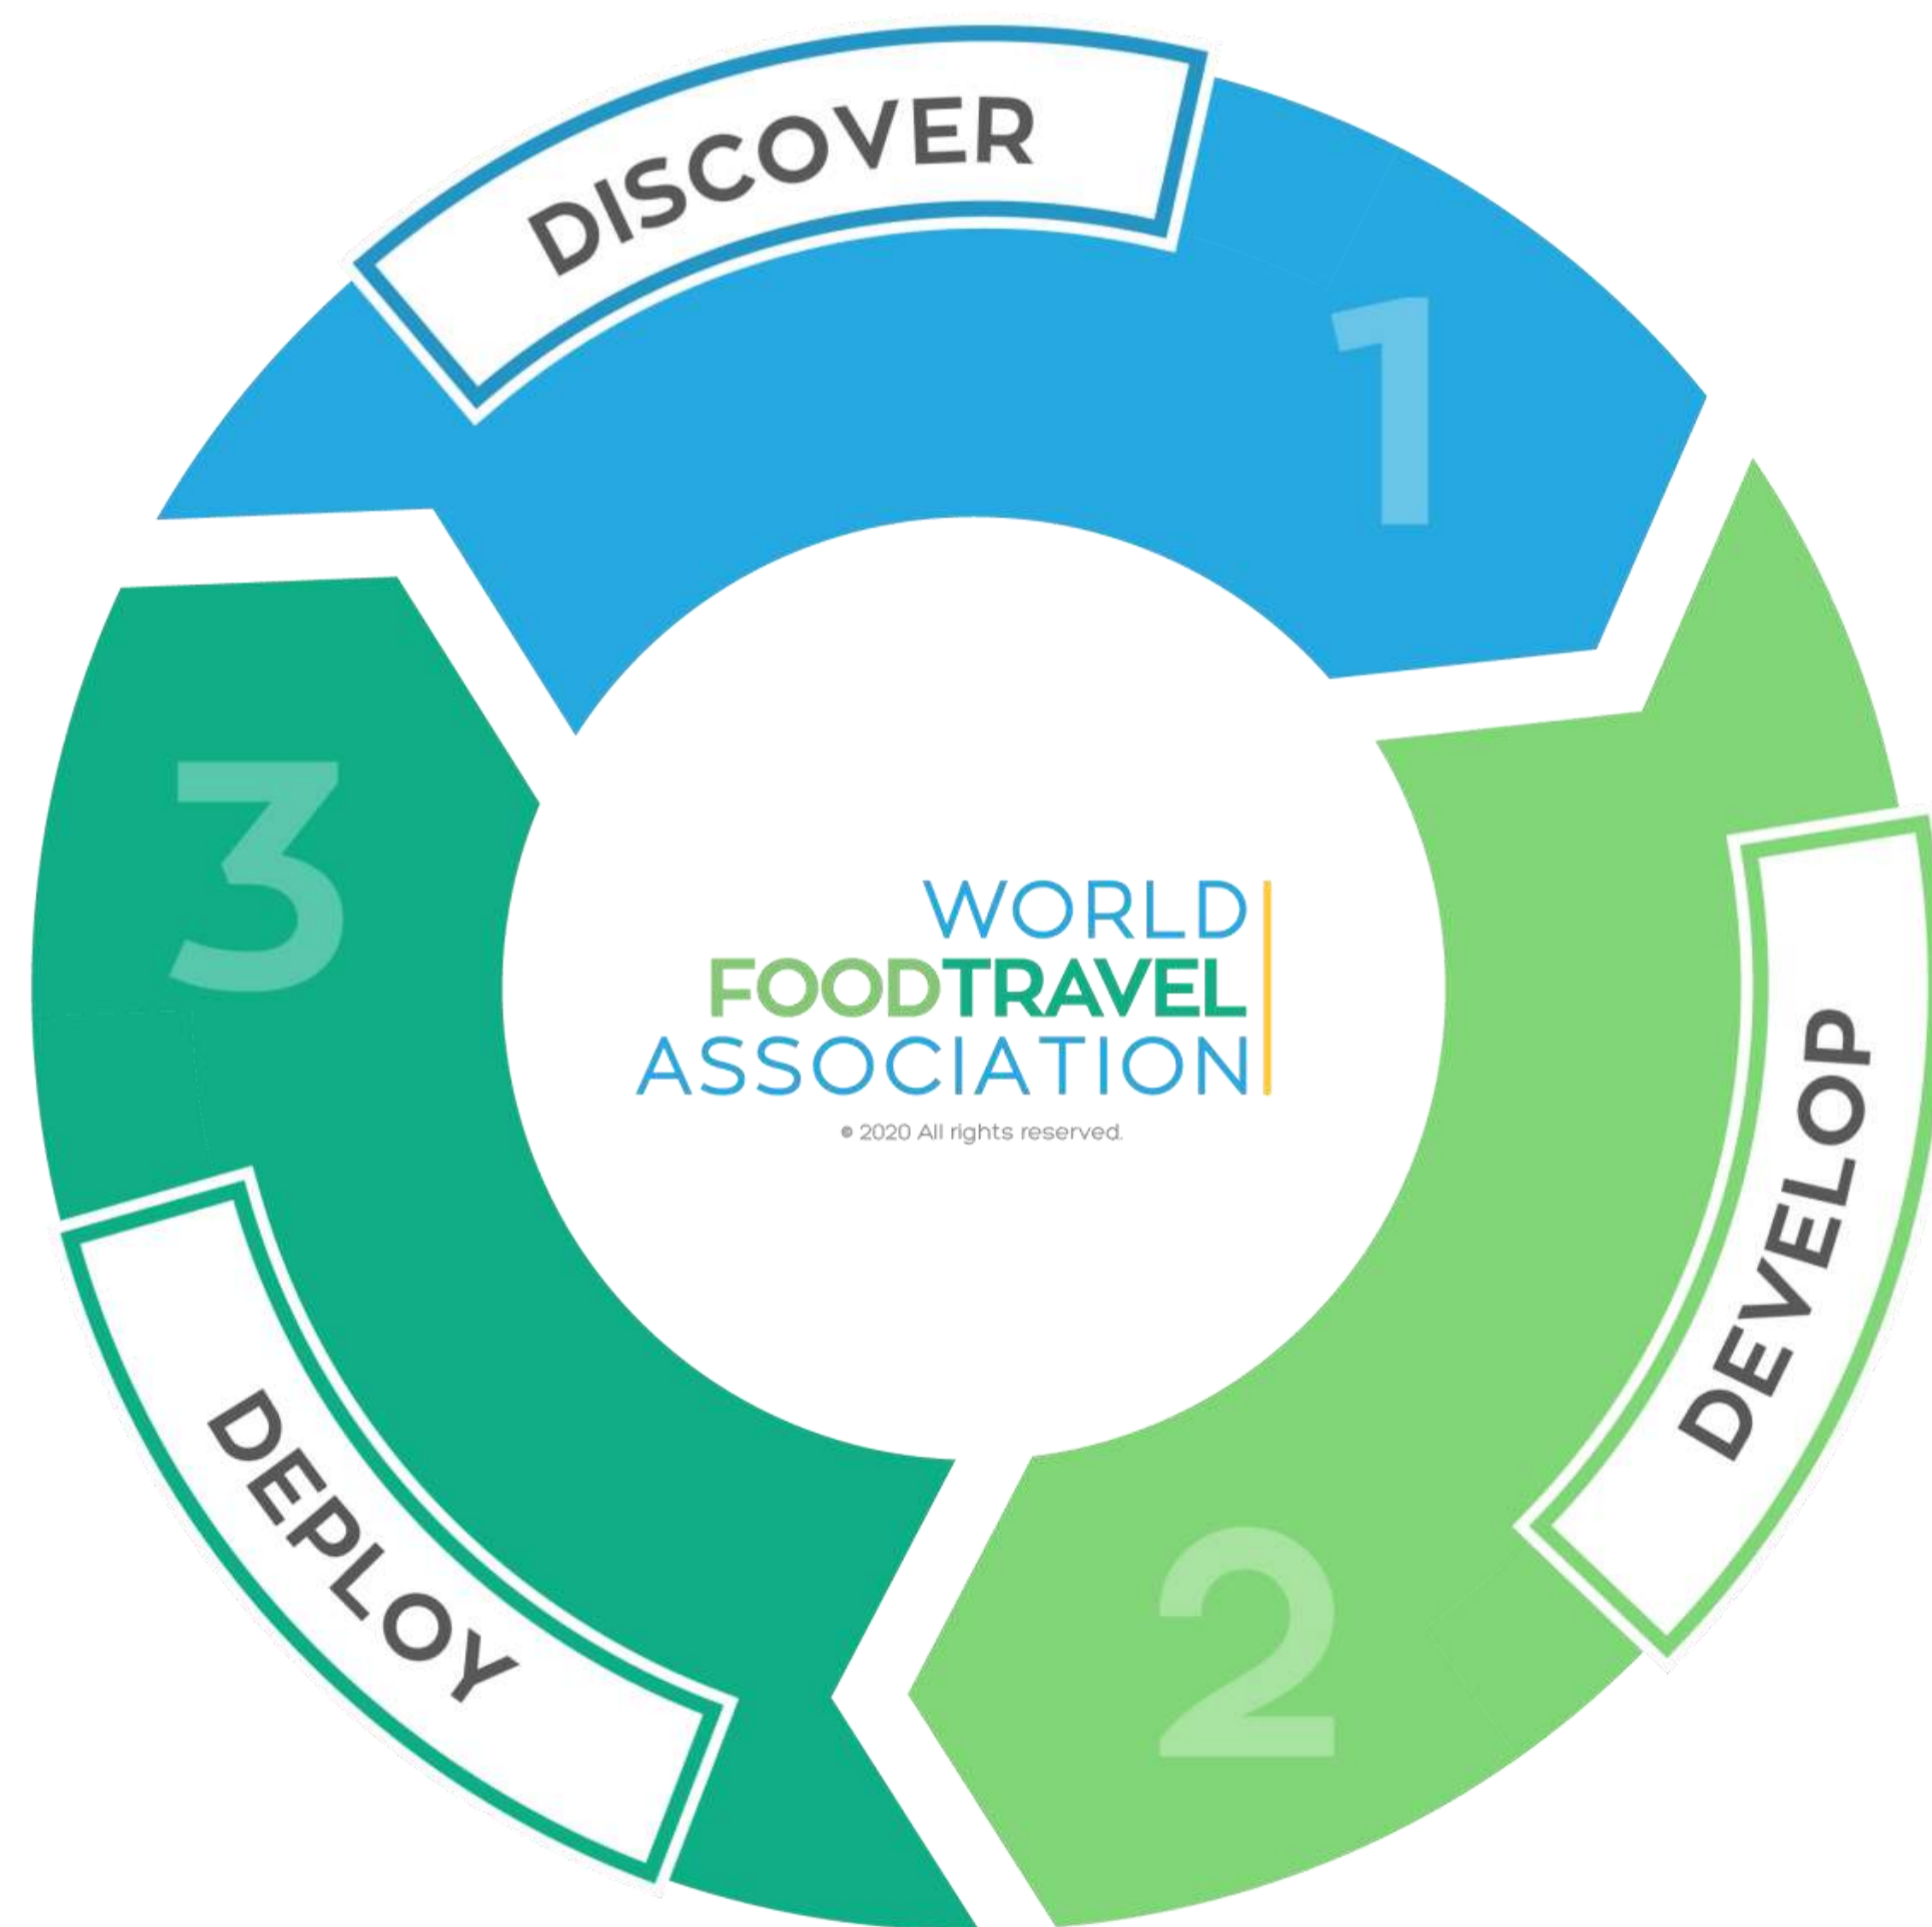 DISCOVER
1
DEVELOP
2
DEPLOY
3
WORLD
FOODTRAVEL
ASSOCIATION
© 2020 All rights reserved.